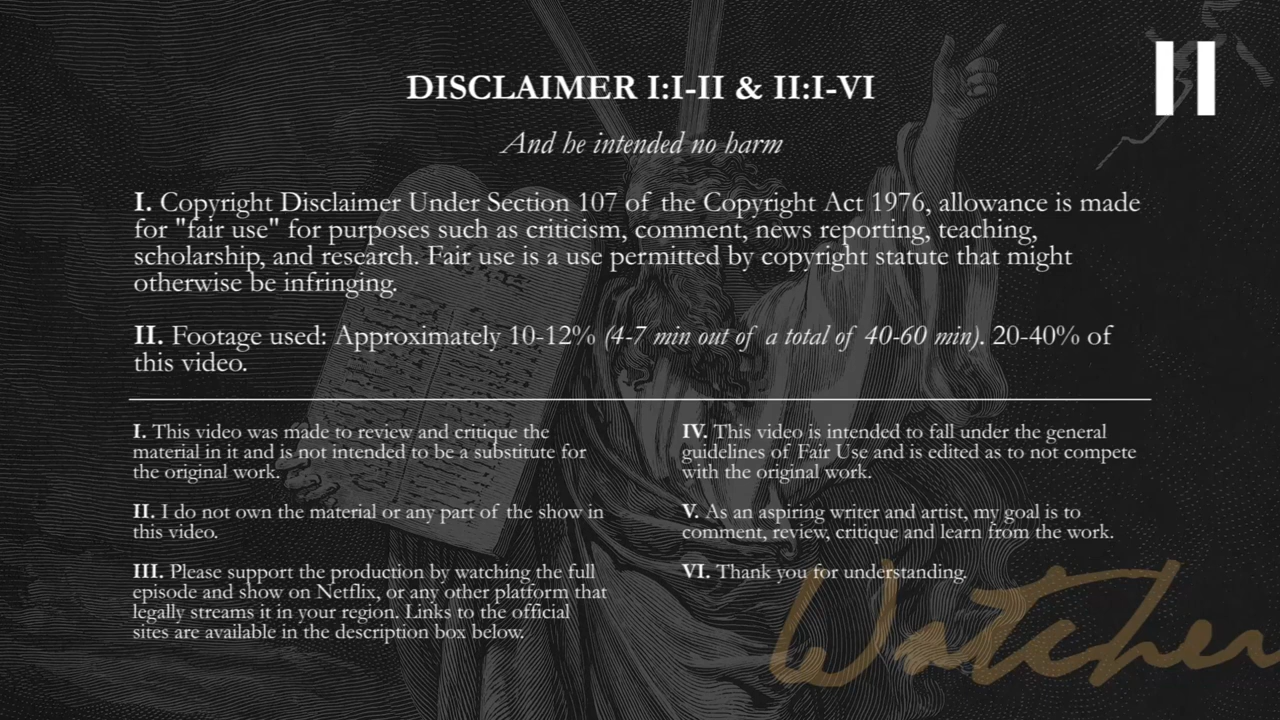 DISCLAIMER I:I-II & II:I-VI
And he intended no harm
I. Copyright Disclaimer Under Section 107 of the Copyright Act 1976, allowance is made
for "fair use" for purposes such as criticism, comment, news reporting, teaching,
scholarship, and research. Fair use is a use permitted by copyright statute that might
otherwise be infringing.
II. Footage used: Approximately 10-12% (4-7 min out of a total of 40-60 min). 20-40% of
this video.
I. This video was made to review and critique the
material in it and is not intended to be a substitute for
the original work.
II. I do not own the material or any part of the show in
this video.
III. Please support the production by watching the full
episode and show on Netflix, or any other platform that
legally streams it in your region. Links to the official
sites are available in the description box below.
IV. This video is intended to fall under the general
guidelines of Fair Use and is edited as to not compete
with the original work.
V. As an aspiring writer and artist, my goal is to
comment, review, critique and learn from the work.
VI. Thank you for understanding.
Watcher